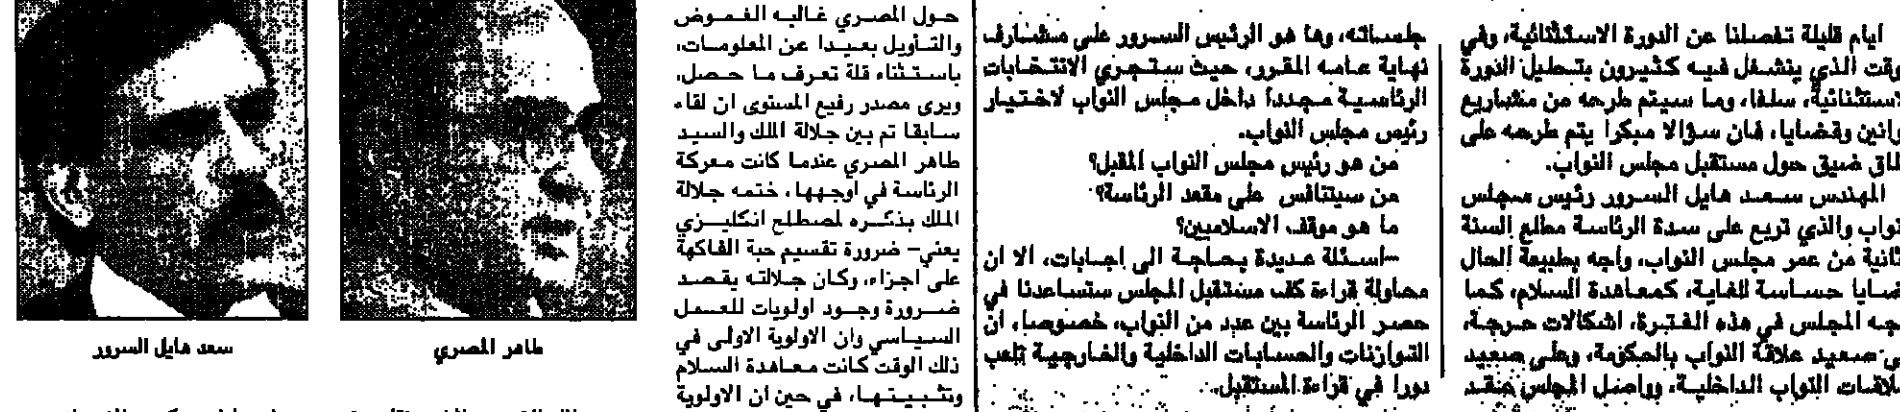 ايام قليلة تفصلنا عن الدورة الاستثنائية، وفي
وقت الذي ينشغل فيه كثيرون بتحليل الدورة
استثنائية، سلفا، وما سيتم طرحه من مشاريع
وانين وقضايا، فان سؤالا مبكرا يتم طرحه على
طاق ضيق حول مستقبل مجلس النواب.
المهندس سعد هايل السرور رئيس مجلس
نواب والذي تربع على سدة الرئاسة مطلع السنة
ثانية من عمر مجلس النواب، واجه بطبيعة الحال
ضايا حساسة للغاية، كمعاهدة السلام، كما
جه المجلس في هذه الفترة، اشكالات حرجة،
ى صعيد علاقة النواب بالحكومة، وعلى صعيد
لاقات النواب الداخلية، وواصل المجلس عقد
جلساته، وها هو الرئيس السرور على مشارف
نهاية عامه المقرر، حيث ستجري الانتخابات
الرئاسية مجددا داخل مجلس النواب لاختيار
رئيس مجلس النواب.
من هو رئيس مجلس النواب المقبل؟
من سيتنافس على مقعد الرئاسة؟
ما هو موقف الاسلاميين؟
-اسئلة عديدة بحاجة الى اجابات، الا ان
محاولة قراءة كف مستقبل المجلس ستساعدنا في
حصر الرئاسة بين عدد من النواب، خصوصا، ان
التوازنات والحسابات الداخلية والخارجية تلعب
دورا في قراءة المستقبل.
حول المصري غالبه الغموض
والتأويل بعيدا عن المعلومات،
باستثناء قلة تعرف ما حصل،
ويرى مصدر رفيع المستوى ان لقاء
سابقا تم بين جلالة الملك والسيد
طاهر المصري عندما كانت معركة
الرئاسة في اوجهها، ختمه جلالة
الملك بذكره لمصطلح انكليزي
يعني- ضرورة تقسيم حبة الفاكهة
على اجزاء، وكان جلالته يقصد
ضرورة وجود اولويات للعمل
السياسي وان الاولوية الاولى في
ذلك الوقت كانت معاهدة السلام
وتثبيتها، في حين ان الاولوية
طاهر المصري
سعد هايل السرور